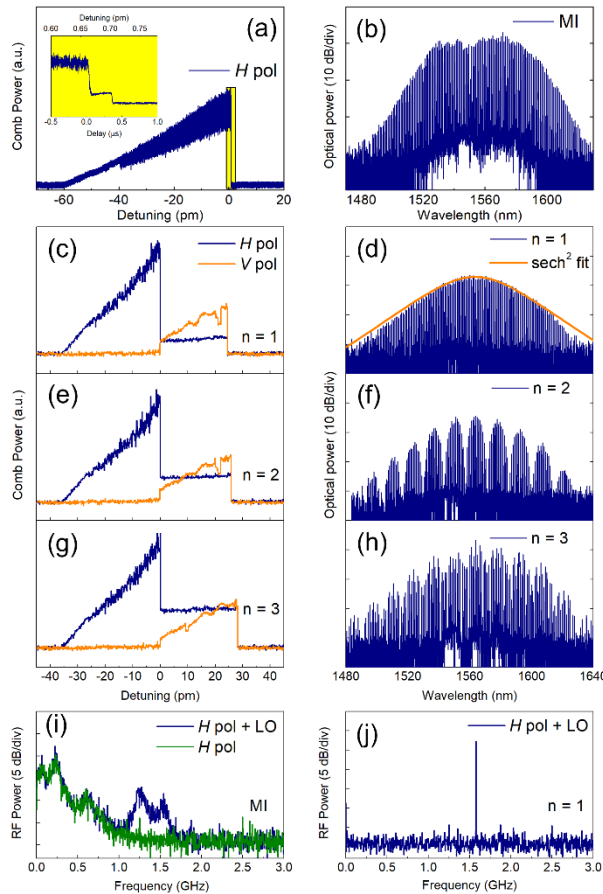 Detuning (pm)
0.60 0.65 0.70 0.75
(a)
H pol
Comb Power (a.u.)
-0.5 0.0 0.5 1.0
Delay (μs)
-60 -40 -20 0 20
Detuning (pm)
(b)
MI
Optical power (10 dB/div)
1480 1520 1560 1600
Wavelength (nm)
(c)
H pol
V pol
n = 1
(d)
n = 1
sech² fit
(e)
n = 2
Comb Power (a.u.)
(f)
n = 2
Optical power (10 dB/div)
(g)
n = 3
-40 -30 -20 -10 0 10 20 30 40
Detuning (pm)
(h)
n = 3
1480 1520 1560 1600 1640
Wavelength (nm)
(i)
H pol + LO
H pol
MI
RF Power (5 dB/div)
0.0 0.5 1.0 1.5 2.0 2.5 3.0
Frequency (GHz)
(j)
H pol + LO
n = 1
RF Power (5 dB/div)
0.0 0.5 1.0 1.5 2.0 2.5 3.0
Frequency (GHz)